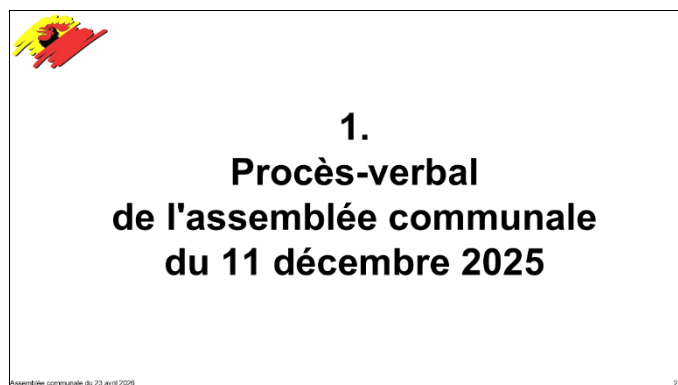 1.
Procès-verbal
de l'assemblée communale
du 11 décembre 2025
Assemblée communale du 23 avril 2026
2